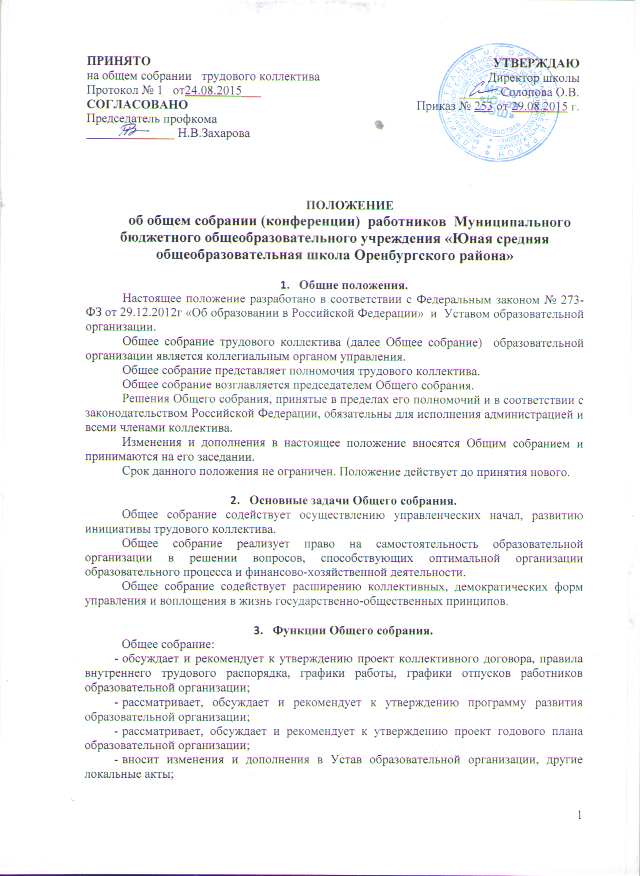 ПРИНЯТО
на общем собрании трудового коллектива
Протокол № 1 от24.08.2015
СОГЛАСОВАНО
Председатель профкома
Н.В.Захарова
УТВЕРЖДАЮ
Директор школы
Солопова О.В.
Приказ № 253 от 29.08.2015 г.
ПОЛОЖЕНИЕ
об общем собрании (конференции) работников Муниципального
бюджетного общеобразовательного учреждения «Юная средняя
общеобразовательная школа Оренбургского района»
1. Общие положения.
Настоящее положение разработано в соответствии с Федеральным законом № 273-
ФЗ от 29.12.2012г «Об образовании в Российской Федерации» и Уставом образовательной
организации.
Общее собрание трудового коллектива (далее Общее собрание) образовательной
организации является коллегиальным органом управления.
Общее собрание представляет полномочия трудового коллектива.
Общее собрание возглавляется председателем Общего собрания.
Решения Общего собрания, принятые в пределах его полномочий и в соответствии с
законодательством Российской Федерации, обязательны для исполнения администрацией и
всеми членами коллектива.
Изменения и дополнения в настоящее положение вносятся Общим собранием и
принимаются на его заседании.
Срок данного положения не ограничен. Положение действует до принятия нового.
2. Основные задачи Общего собрания.
Общее собрание содействует осуществлению управленческих начал, развитию
инициативы трудового коллектива.
Общее собрание реализует право на самостоятельность образовательной
организации в решении вопросов, способствующих оптимальной организации
образовательного процесса и финансово-хозяйственной деятельности.
Общее собрание содействует расширению коллективных, демократических форм
управления и воплощения в жизнь государственно-общественных принципов.
3. Функции Общего собрания.
Общее собрание:
- обсуждает и рекомендует к утверждению проект коллективного договора, правила
внутреннего трудового распорядка, графики работы, графики отпусков работников
образовательной организации;
- рассматривает, обсуждает и рекомендует к утверждению программу развития
образовательной организации;
- рассматривает, обсуждает и рекомендует к утверждению проект годового плана
образовательной организации;
- вносит изменения и дополнения в Устав образовательной организации, другие
локальные акты;
1